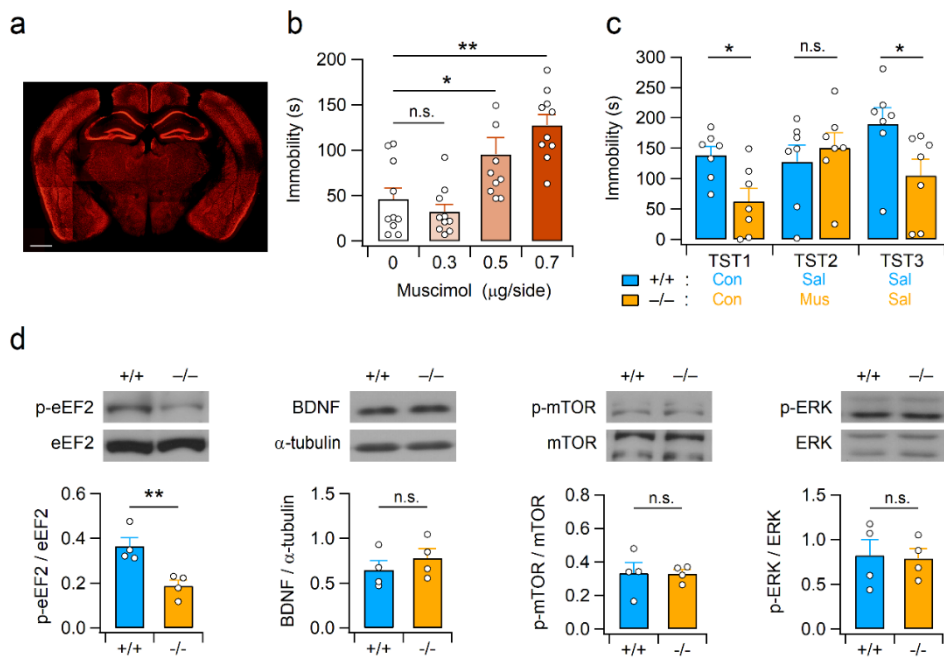 a
b
c
**
*
n.s.
Immobility (s)
200
150
100
50
0
0
0.3
0.5
0.7
Muscimol (µg/side)
*
n.s.
*
Immobility (s)
300
250
200
150
100
50
0
TST1
TST2
TST3
+/+ : Con Sal Sal
–/– : Con Mus Sal
d
+/+ –/–
p-eEF2
eEF2
**
p-eEF2 / eEF2
0.6
0.4
0.2
0.0
+/+ -/-
+/+ –/–
BDNF
α-tubulin
n.s.
BDNF / α-tubulin
1.5
1.0
0.5
0.0
+/+ -/-
+/+ –/–
p-mTOR
mTOR
n.s.
p-mTOR / mTOR
0.8
0.6
0.4
0.2
0.0
+/+ -/-
+/+ –/–
p-ERK
ERK
n.s.
p-ERK / ERK
1.5
1.0
0.5
0.0
+/+ -/-